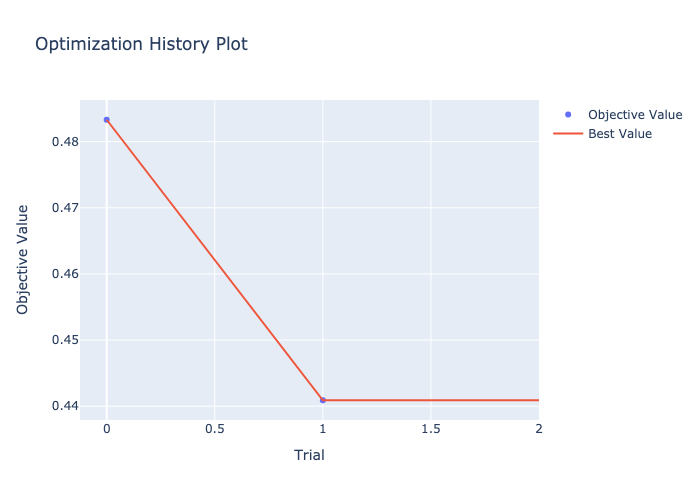 Optimization History Plot
Objective Value
Best Value
0.48
0.47
0.46
0.45
0.44
Objective Value
0
0.5
1
1.5
2
Trial